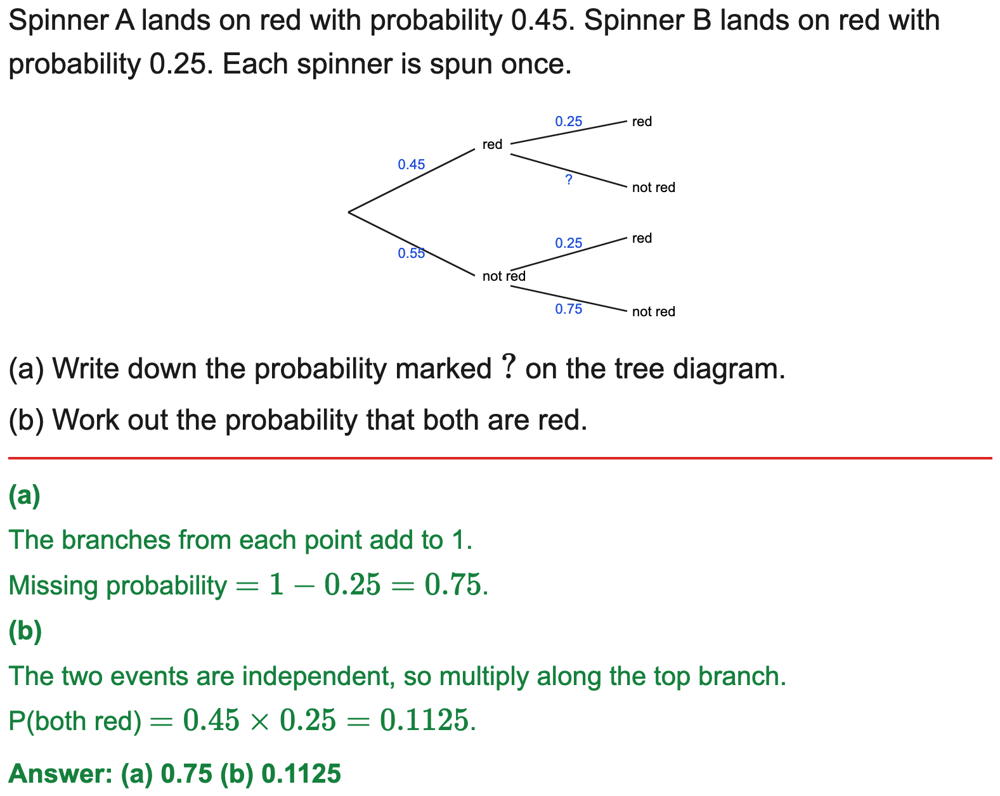 Spinner A lands on red with probability 0.45. Spinner B lands on red with
probability 0.25. Each spinner is spun once.
0.25
red
red
0.45
?
not red
0.25
red
0.55
not red
0.75
not red
(a) Write down the probability marked ? on the tree diagram.
(b) Work out the probability that both are red.
(a)
The branches from each point add to 1.
Missing probability = 1 − 0.25 = 0.75.
(b)
The two events are independent, so multiply along the top branch.
P(both red) = 0.45 × 0.25 = 0.1125.
Answer: (a) 0.75 (b) 0.1125